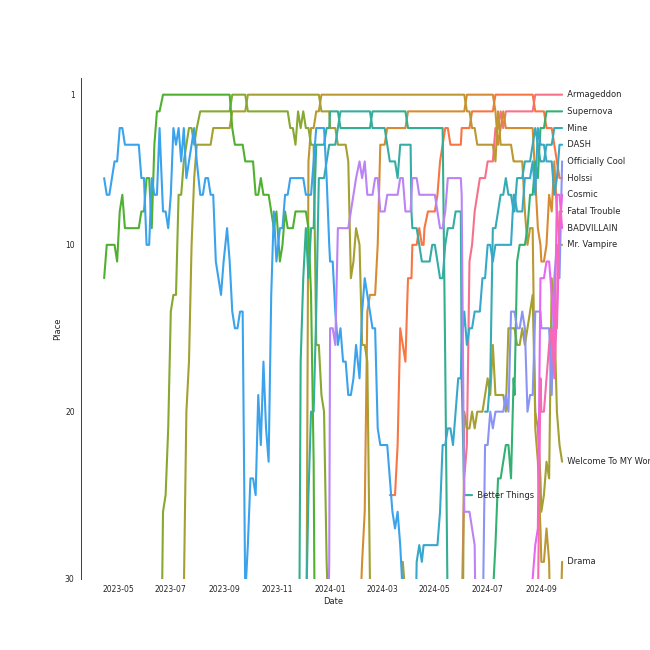 1
Armageddon
Supernova
Mine
DASH
Officially Cool
Holssi
Cosmic
Fatal Trouble
BADVILLAIN
10
Mr. Vampire
Place
20
Welcome To MY Wor
Better Things
Drama
30
2023-05 2023-07 2023-09 2023-11 2024-01 2024-03 2024-05 2024-07 2024-09
Date